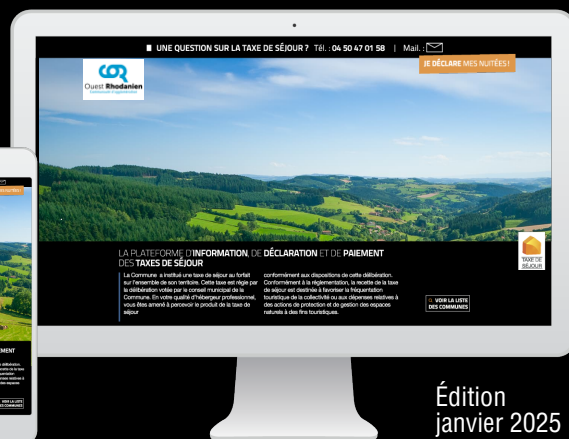 UNE QUESTION SUR LA TAXE DE SÉJOUR ? Tél. : 04 50 47 01 58 | Mail. :
JE DÉCLARE MES NUITÉES !
Ouest Rhodanien
LA PLATEFORME D'INFORMATION, DE DÉCLARATION ET DE PAIEMENT
DES TAXES DE SÉJOUR
La Commune a institué une taxe de séjour au forfait
sur l'ensemble de son territoire. Cette taxe est régie par
la délibération votée par le conseil municipal de la
Commune. En votre qualité d'hébergeur professionnel,
vous êtes amené à percevoir le produit de la taxe de
séjour
conformément aux dispositions de cette délibération.
Conformément à la réglementation, la recette de la taxe
de séjour est destinée à favoriser la fréquentation
touristique de la collectivité ou aux dépenses relatives à
des actions de protection et de gestion des espaces
naturels à des fins touristiques.
TAXE DE
SÉJOUR
VOIR LA LISTE
DES COMMUNES
Édition
janvier 2025